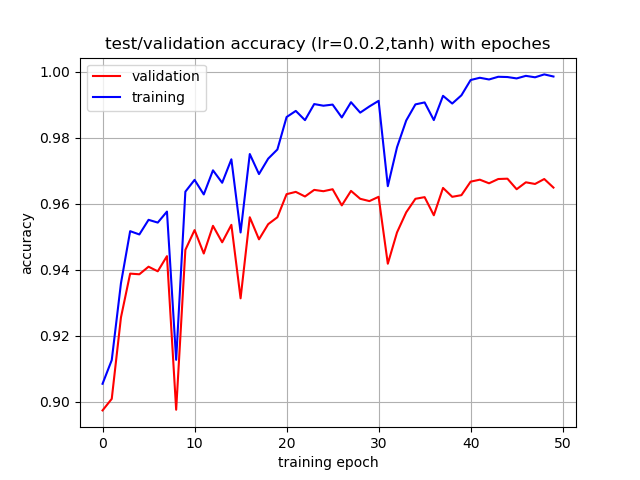 test/validation accuracy (lr=0.0.2,tanh) with epoches
validation
training
1.00
0.98
0.96
0.94
0.92
0.90
accuracy
0 10 20 30 40 50
training epoch